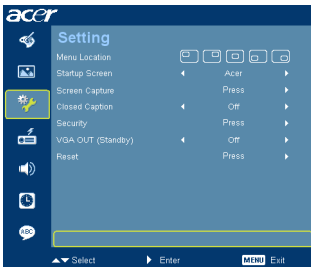 acer
Setting
Menu Location
Startup Screen Acer
Screen Capture Press
Closed Caption Off
Security Press
VGA OUT (Standby) Off
Reset Press
ABC
Select Enter MENU Exit